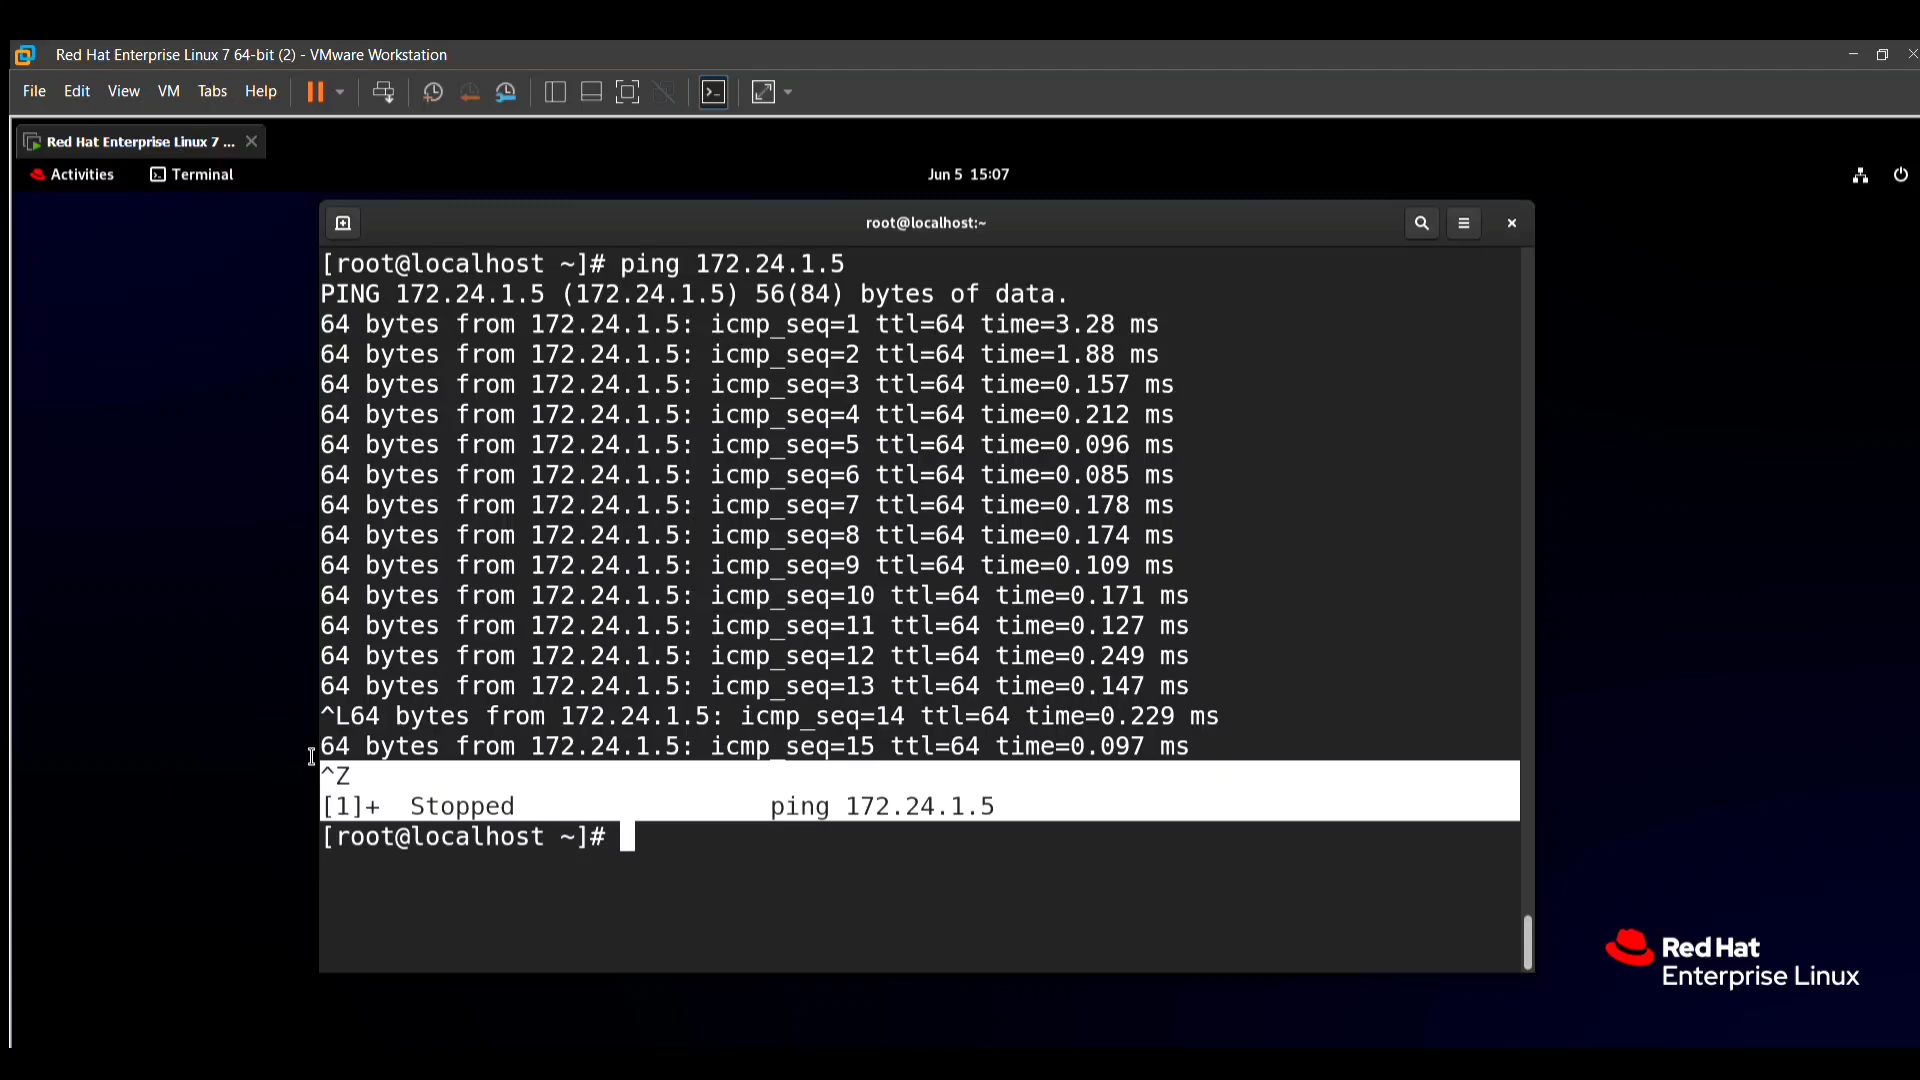 Red Hat Enterprise Linux 7 64-bit (2) - VMware Workstation
File Edit View VM Tabs Help
Red Hat Enterprise Linux 7 ...
Activities Terminal Jun 5 15:07
root@localhost:~
[root@localhost ~]# ping 172.24.1.5
PING 172.24.1.5 (172.24.1.5) 56(84) bytes of data.
64 bytes from 172.24.1.5: icmp_seq=1 ttl=64 time=3.28 ms
64 bytes from 172.24.1.5: icmp_seq=2 ttl=64 time=1.88 ms
64 bytes from 172.24.1.5: icmp_seq=3 ttl=64 time=0.157 ms
64 bytes from 172.24.1.5: icmp_seq=4 ttl=64 time=0.212 ms
64 bytes from 172.24.1.5: icmp_seq=5 ttl=64 time=0.096 ms
64 bytes from 172.24.1.5: icmp_seq=6 ttl=64 time=0.085 ms
64 bytes from 172.24.1.5: icmp_seq=7 ttl=64 time=0.178 ms
64 bytes from 172.24.1.5: icmp_seq=8 ttl=64 time=0.174 ms
64 bytes from 172.24.1.5: icmp_seq=9 ttl=64 time=0.109 ms
64 bytes from 172.24.1.5: icmp_seq=10 ttl=64 time=0.171 ms
64 bytes from 172.24.1.5: icmp_seq=11 ttl=64 time=0.127 ms
64 bytes from 172.24.1.5: icmp_seq=12 ttl=64 time=0.249 ms
64 bytes from 172.24.1.5: icmp_seq=13 ttl=64 time=0.147 ms
^L64 bytes from 172.24.1.5: icmp_seq=14 ttl=64 time=0.229 ms
64 bytes from 172.24.1.5: icmp_seq=15 ttl=64 time=0.097 ms
^Z
[1]+  Stopped                 ping 172.24.1.5
[root@localhost ~]#
Red Hat
Enterprise Linux